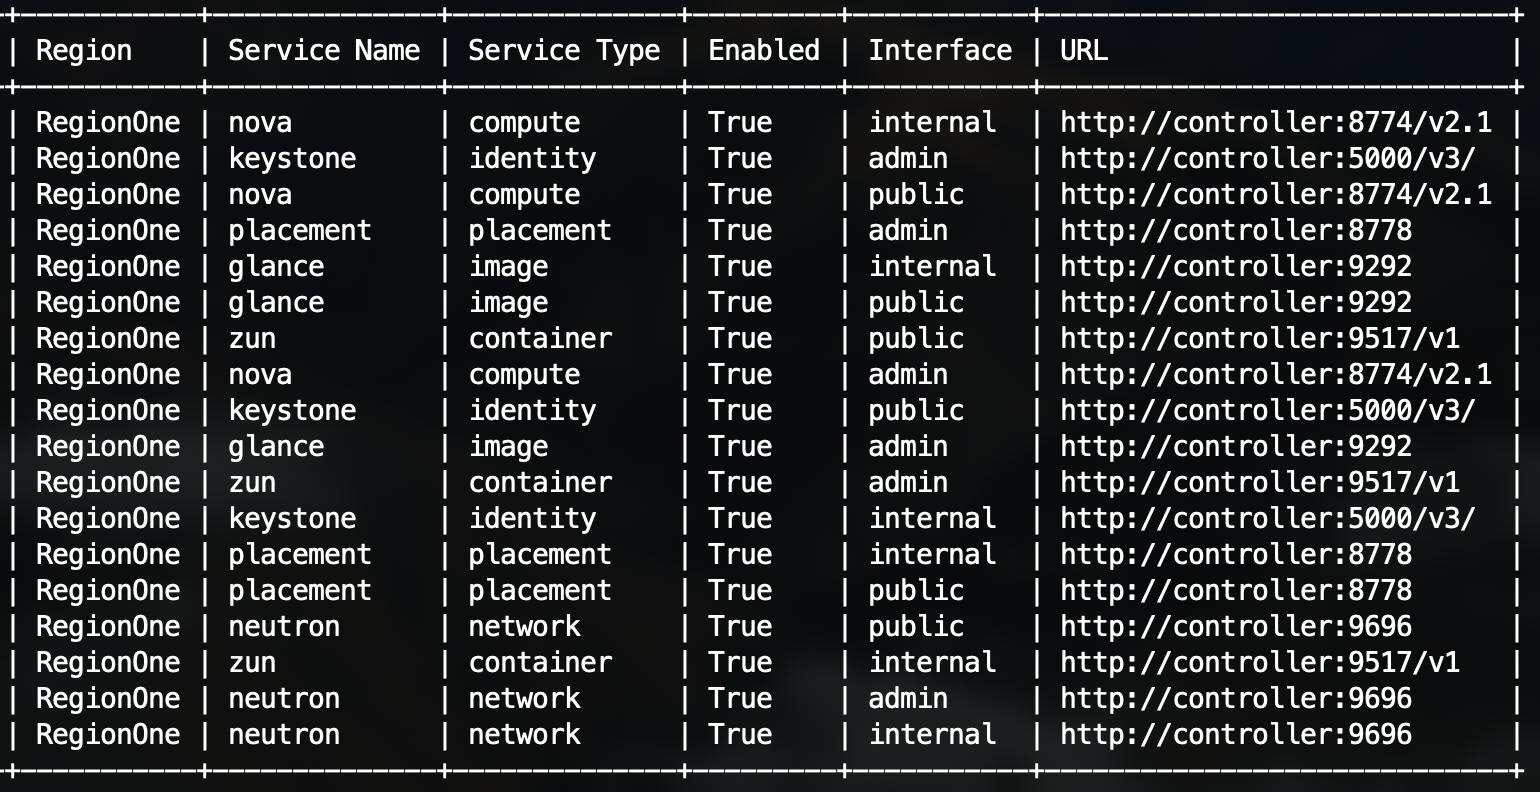 | Region | Service Name | Service Type | Enabled | Interface | URL |
| RegionOne | nova | compute | True | internal | http://controller:8774/v2.1 |
| RegionOne | keystone | identity | True | admin | http://controller:5000/v3/ |
| RegionOne | nova | compute | True | public | http://controller:8774/v2.1 |
| RegionOne | placement | placement | True | admin | http://controller:8778 |
| RegionOne | glance | image | True | internal | http://controller:9292 |
| RegionOne | glance | image | True | public | http://controller:9292 |
| RegionOne | zun | container | True | public | http://controller:9517/v1 |
| RegionOne | nova | compute | True | admin | http://controller:8774/v2.1 |
| RegionOne | keystone | identity | True | public | http://controller:5000/v3/ |
| RegionOne | glance | image | True | admin | http://controller:9292 |
| RegionOne | zun | container | True | admin | http://controller:9517/v1 |
| RegionOne | keystone | identity | True | internal | http://controller:5000/v3/ |
| RegionOne | placement | placement | True | internal | http://controller:8778 |
| RegionOne | placement | placement | True | public | http://controller:8778 |
| RegionOne | neutron | network | True | public | http://controller:9696 |
| RegionOne | zun | container | True | internal | http://controller:9517/v1 |
| RegionOne | neutron | network | True | admin | http://controller:9696 |
| RegionOne | neutron | network | True | internal | http://controller:9696 |